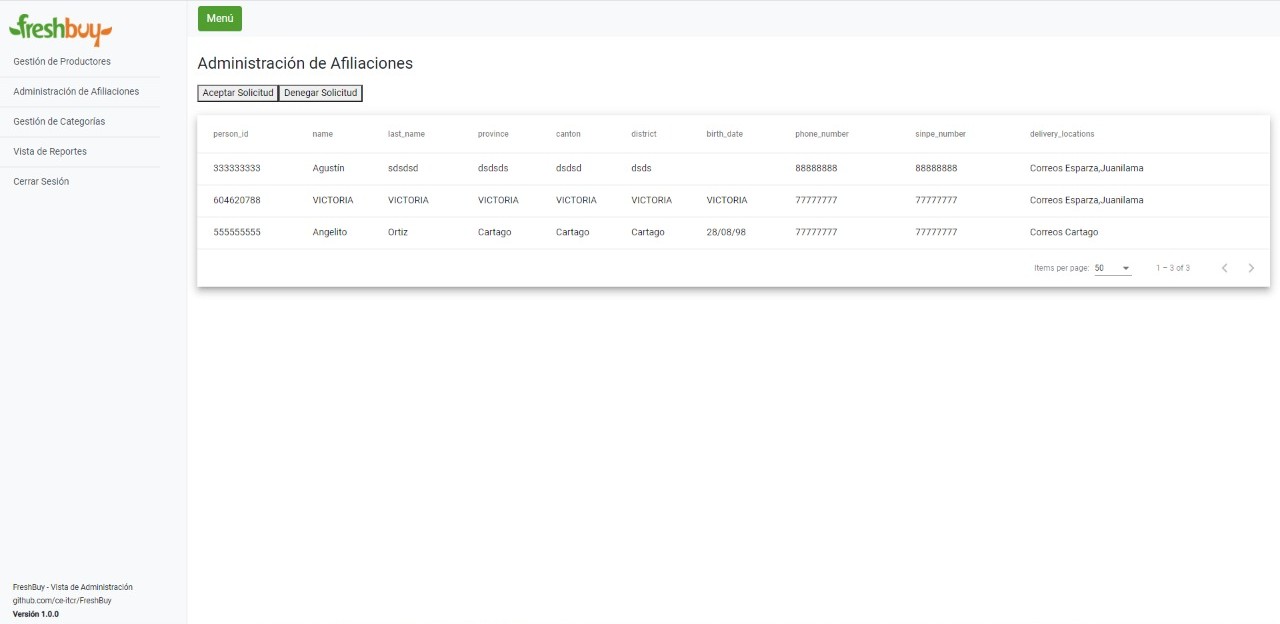 freshbuy
Menú
Gestión de Productores
Administración de Afiliaciones
Gestión de Categorías
Vista de Reportes
Cerrar Sesión
Administración de Afiliaciones
Aceptar Solicitud Denegar Solicitud
person_id name last_name province canton district birth_date phone_number sinpe_number delivery_locations
333333333 Agustín sdsdsd dsdsds dsdsd dsds 88888888 88888888 Correos Esparza,Juanilama
604620788 VICTORIA VICTORIA VICTORIA VICTORIA VICTORIA VICTORIA 77777777 77777777 Correos Esparza,Juanilama
555555555 Angelito Ortiz Cartago Cartago Cartago 28/08/98 77777777 77777777 Correos Cartago
Items per page: 50 1 – 3 of 3
FreshBuy - Vista de Administración
github.com/ce-itcr/FreshBuy
Versión 1.0.0